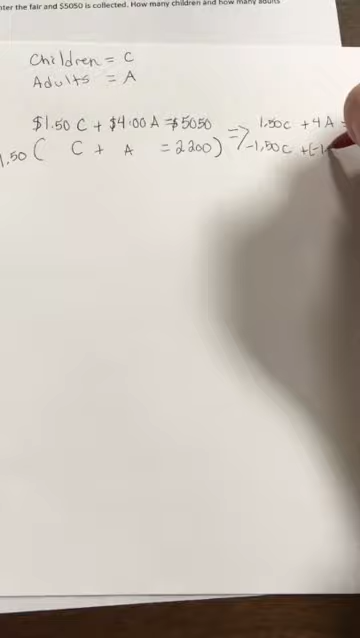 nter the fair and $5050 is collected. How many children and how many adults
Children = C
Adults = A
$1.50 C + $4.00 A = $5050 ⇒ 1.50C + 4A =
1.50 ( C + A = 2200) -1.50C + (-1